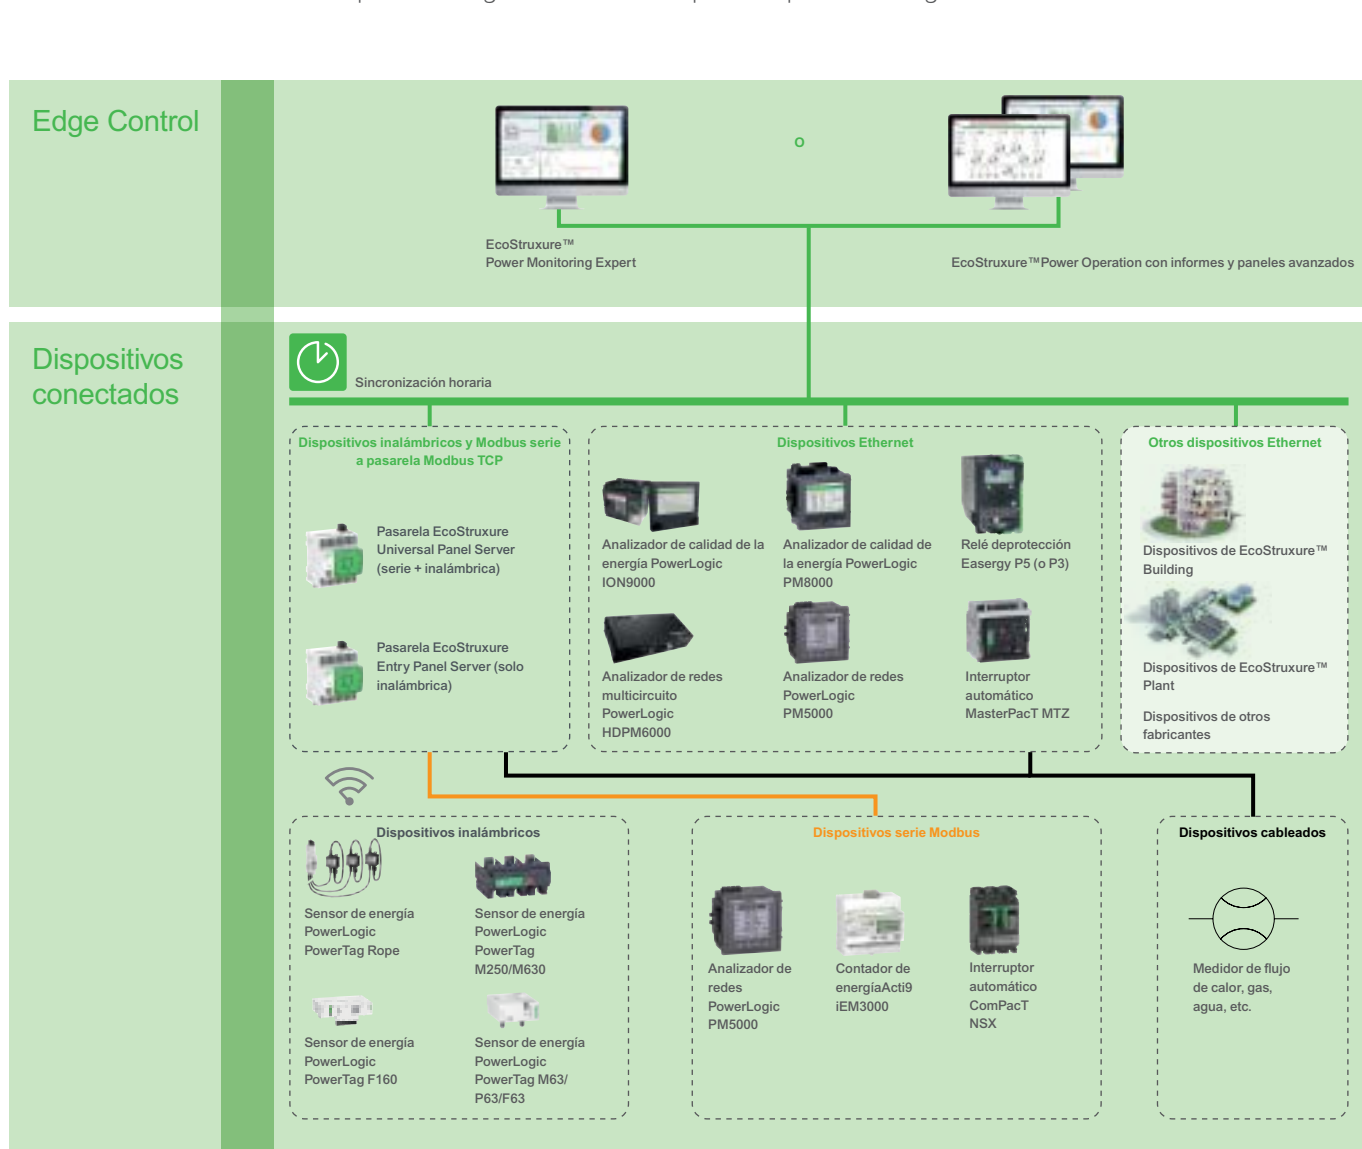 Edge Control
O
EcoStruxure™
Power Monitoring Expert
EcoStruxure™Power Operation con informes y paneles avanzados
Dispositivos
conectados
Sincronización horaria
Dispositivos inalámbricos y Modbus serie
a pasarela Modbus TCP
Pasarela EcoStruxure
Universal Panel Server
(serie + inalámbrica)
Pasarela EcoStruxure
Entry Panel Server (solo
inalámbrica)
Dispositivos Ethernet
Analizador de calidad de la
energía PowerLogic
ION9000
Analizador de calidad de
la energía PowerLogic
PM8000
Relé deprotección
Easergy P5 (o P3)
Analizador de redes
multicircuito
PowerLogic
HDPM6000
Analizador de redes
PowerLogic
PM5000
Interruptor
automático
MasterPacT MTZ
Otros dispositivos Ethernet
Dispositivos de EcoStruxure™
Building
Dispositivos de EcoStruxure™
Plant
Dispositivos de otros
fabricantes
Dispositivos inalámbricos
Sensor de energía
PowerLogic
PowerTag Rope
Sensor de energía
PowerLogic
PowerTag
M250/M630
Sensor de energía
PowerLogic
PowerTag F160
Sensor de energía
PowerLogic
PowerTag M63/
P63/F63
Dispositivos serie Modbus
Analizador de
redes
PowerLogic
PM5000
Contador de
energíaActi9
iEM3000
Interruptor
automático
ComPacT
NSX
Dispositivos cableados
Medidor de flujo
de calor, gas,
agua, etc.